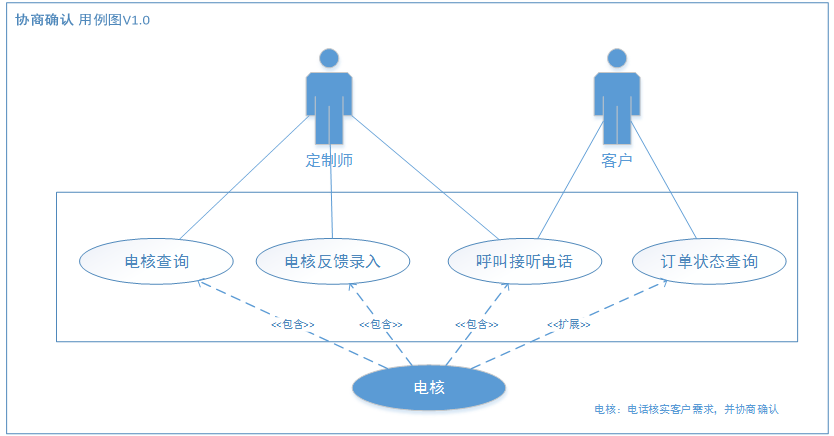 协商确认 用例图V1.0
定制师
客户
电核查询
电核反馈录入
呼叫接听电话
订单状态查询
<<包含>>
<<包含>>
<<包含>>
<<扩展>>
电核
电核：电话核实客户需求，并协商确认